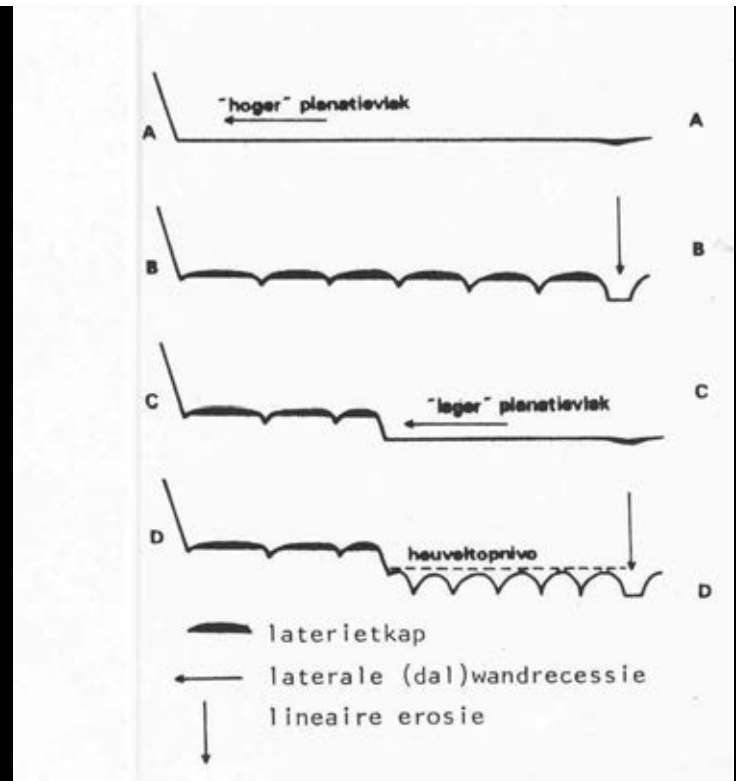 "hoger" planatievlak
A A
B B
C C
"lager" planatievlak
D D
heuveltopnivo
laterietkap
laterale (dal)wandrecessie
lineaire erosie